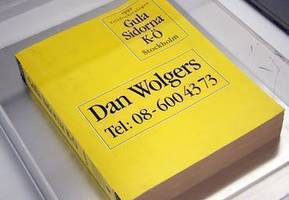 Gula
Sidorna
K-Ö
Stockholm
Dan Wolgers
Tel: 08-600 43 73